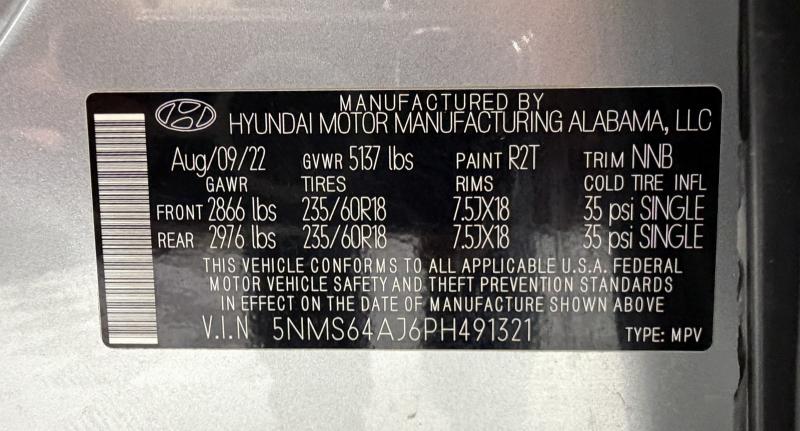 MANUFACTURED BY
HYUNDAI MOTOR MANUFACTURING ALABAMA, LLC
Aug/09/22 GVWR 5137 lbs PAINT R2T TRIM NNB
GAWR TIRES RIMS COLD TIRE INFL
FRONT 2866 lbs 235/60R18 7.5JX18 35 psi SINGLE
REAR 2976 lbs 235/60R18 7.5JX18 35 psi SINGLE
THIS VEHICLE CONFORMS TO ALL APPLICABLE U.S.A. FEDERAL
MOTOR VEHICLE SAFETY AND THEFT PREVENTION STANDARDS
IN EFFECT ON THE DATE OF MANUFACTURE SHOWN ABOVE
V.I.N 5NMS64AJ6PH491321 TYPE: MPV